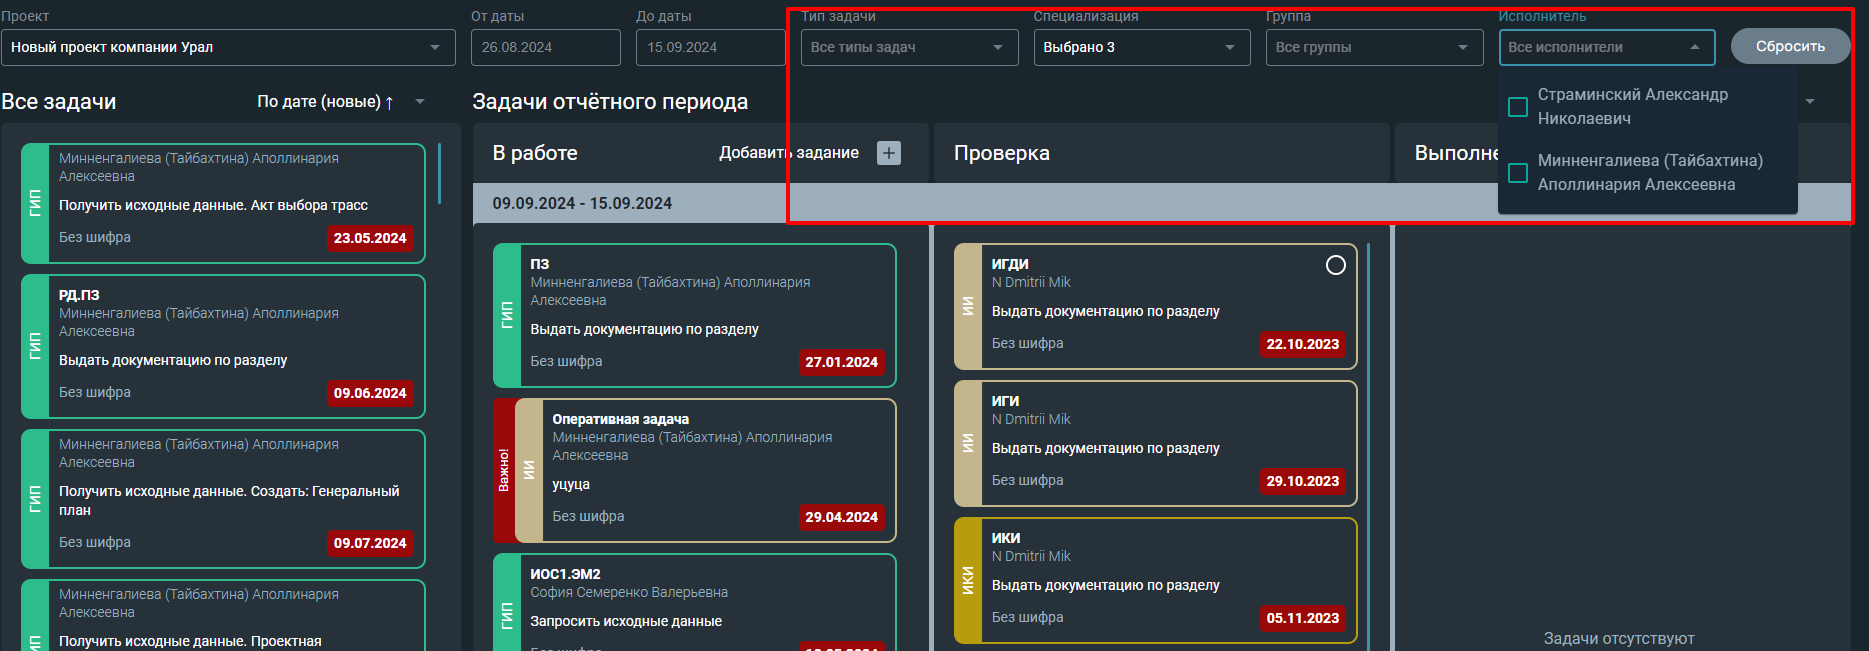 Проект
От даты
До даты
Тип задачи
Специализация
Группа
Исполнитель
Новый проект компании Урал
26.08.2024
15.09.2024
Все типы задач
Выбрано 3
Все группы
Все исполнители
Сбросить
Страминский Александр
Николаевич
Минненгалиева (Тайбахтина)
Аполлинария Алексеевна
Все задачи
По дате (новые) ↑
Минненгалиева (Тайбахтина) Аполлинария
Алексеевна
Получить исходные данные. Акт выбора трасс
Без шифра
23.05.2024
ГИП
РД.ПЗ
Минненгалиева (Тайбахтина) Аполлинария
Алексеевна
Выдать документацию по разделу
Без шифра
09.06.2024
ГИП
Минненгалиева (Тайбахтина) Аполлинария
Алексеевна
Получить исходные данные. Создать: Генеральный
план
Без шифра
09.07.2024
ГИП
Минненгалиева (Тайбахтина) Аполлинария
Алексеевна
Получить исходные данные. Проектная
Задачи отчётного периода
В работе
Добавить задание +
Проверка
Выполне
09.09.2024 - 15.09.2024
ПЗ
Минненгалиева (Тайбахтина) Аполлинария
Алексеевна
Выдать документацию по разделу
Без шифра
27.01.2024
ГИП
Важно!
ИИ
Оперативная задача
Минненгалиева (Тайбахтина) Аполлинария
Алексеевна
уцуца
Без шифра
29.04.2024
ГИП
ИОС1.ЭМ2
София Семеренко Валерьевна
Запросить исходные данные
ИИ
ИГДИ
N Dmitrii Mik
Выдать документацию по разделу
Без шифра
22.10.2023
ИИ
ИГИ
N Dmitrii Mik
Выдать документацию по разделу
Без шифра
29.10.2023
ИКИ
ИКИ
N Dmitrii Mik
Выдать документацию по разделу
Без шифра
05.11.2023
Задачи отсутствуют